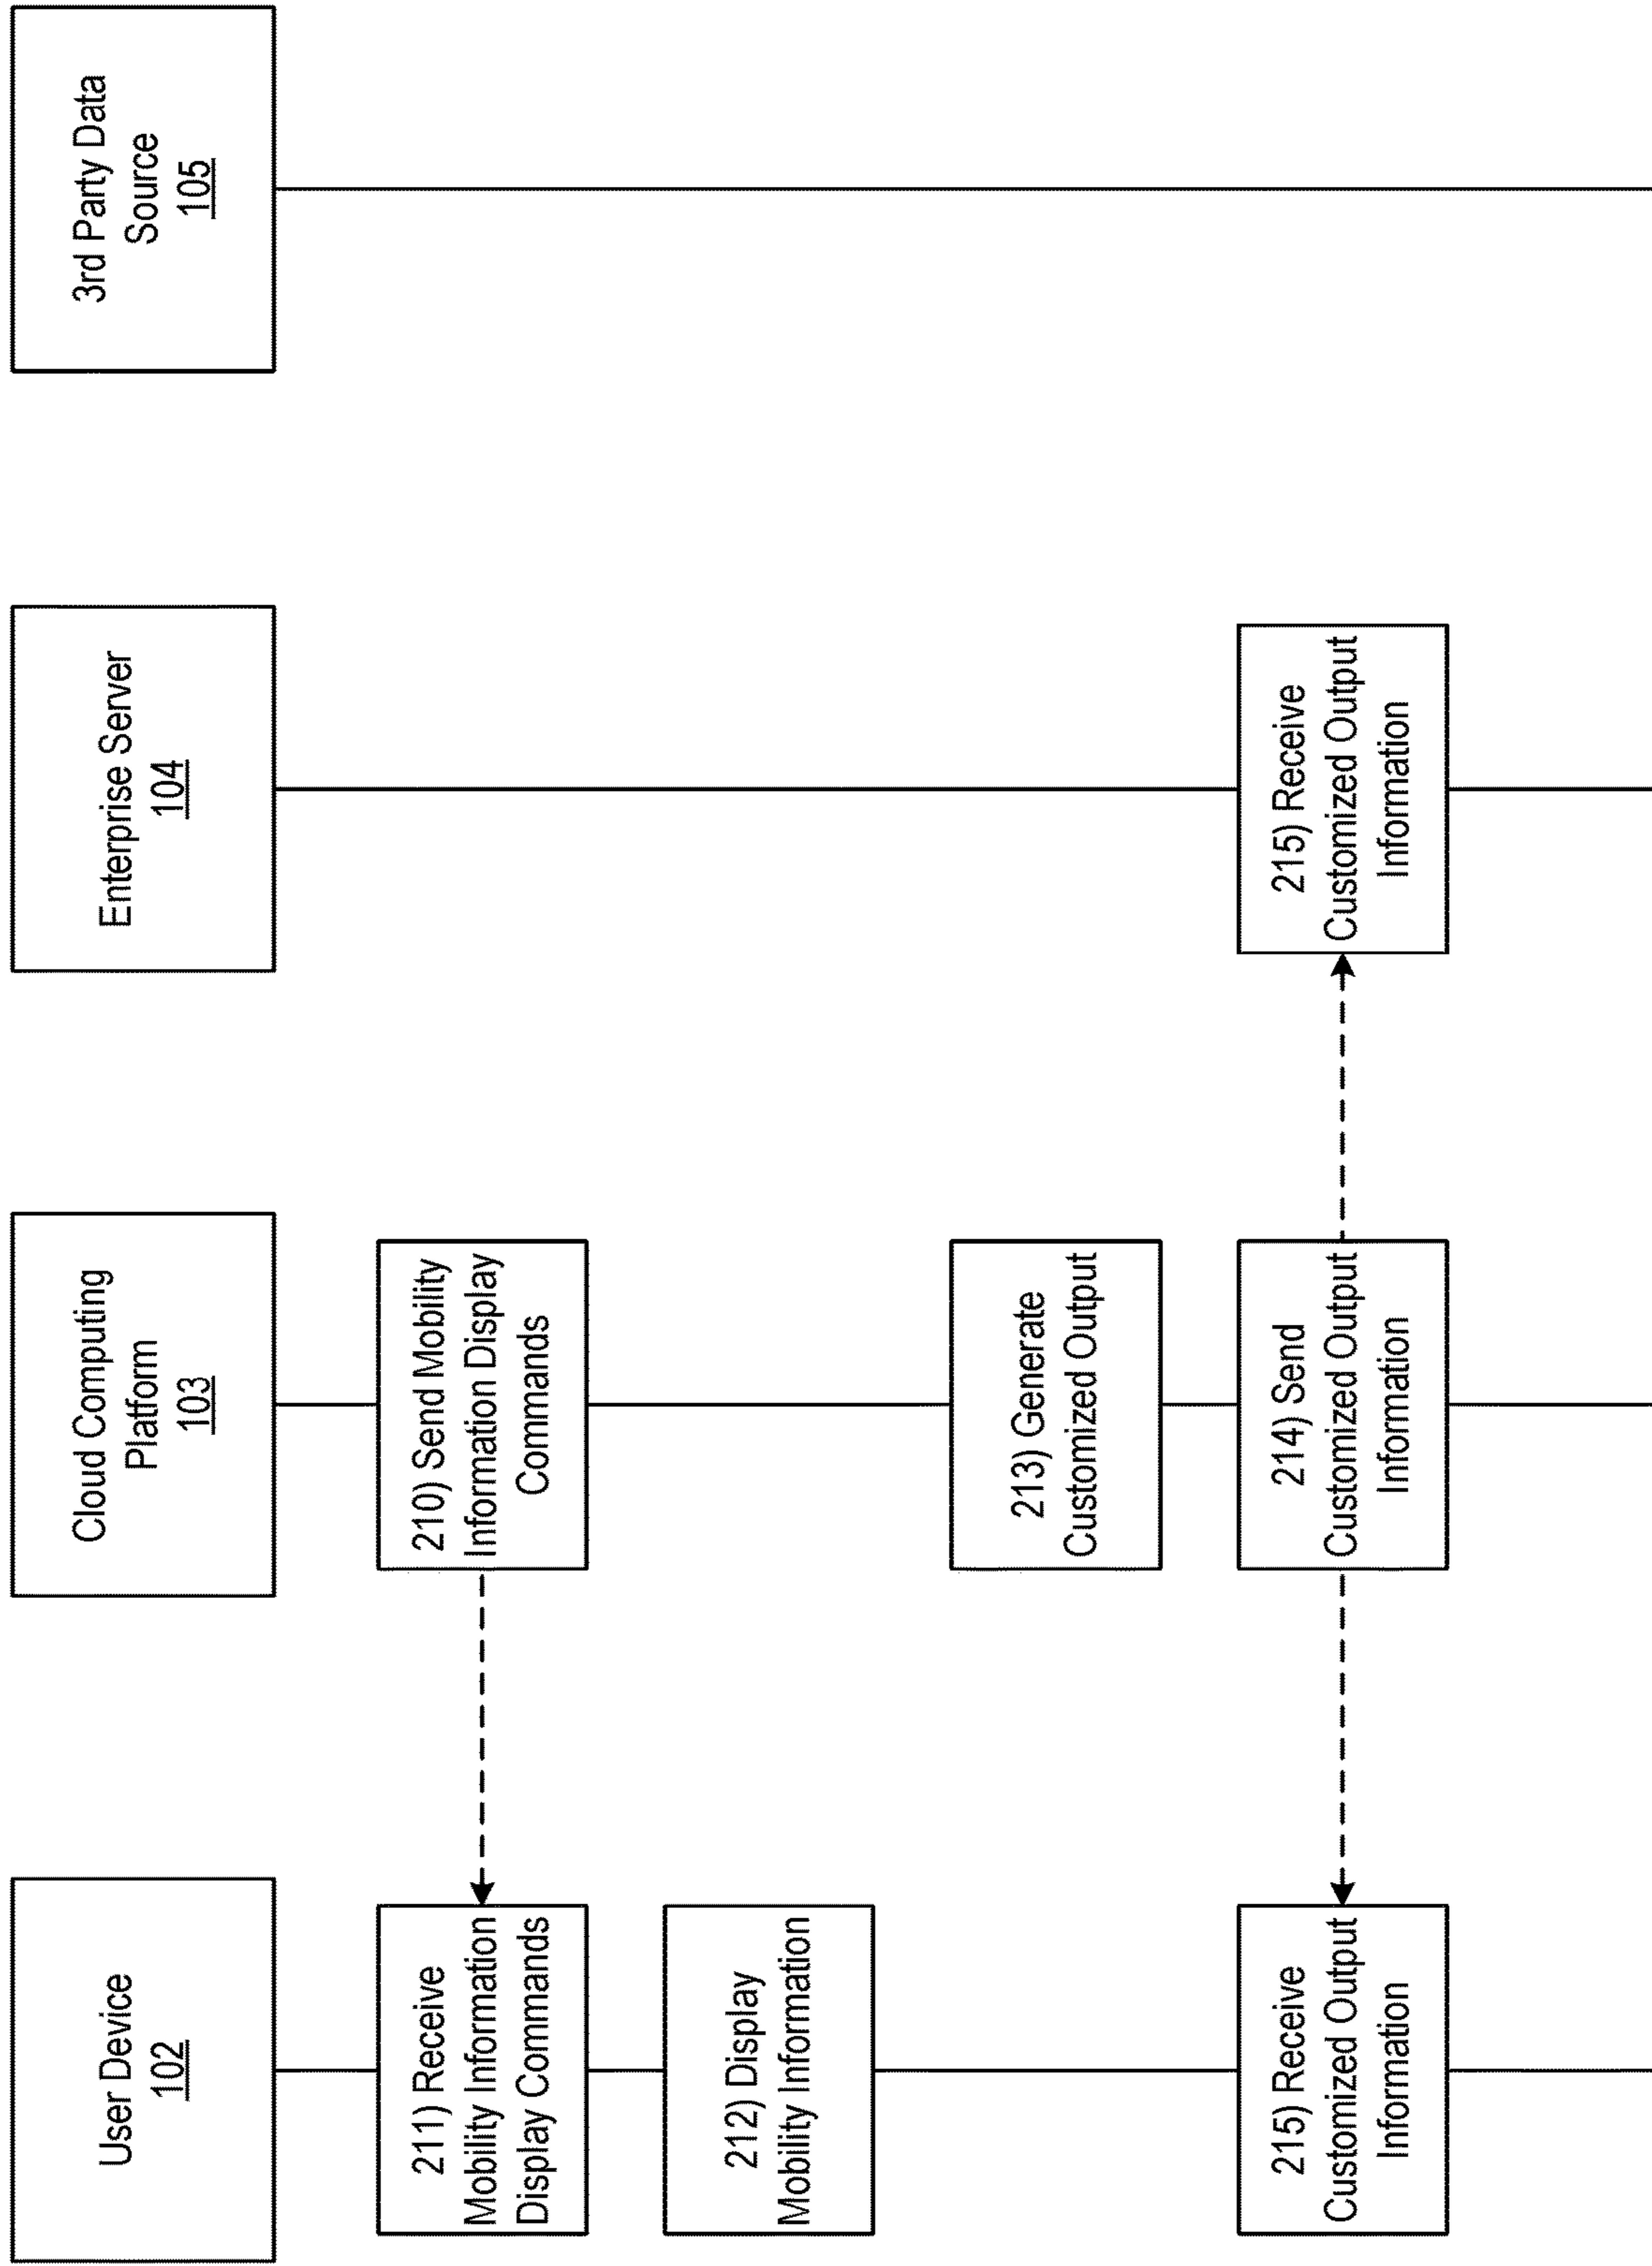 User Device
102
Cloud Computing
Platform
103
Enterprise Server
104
3rd Party Data
Source
105
210) Send Mobility
Information Display
Commands
211) Receive
Mobility Information
Display Commands
212) Display
Mobility Information
213) Generate
Customized Output
214) Send
Customized Output
Information
215) Receive
Customized Output
Information
215) Receive
Customized Output
Information